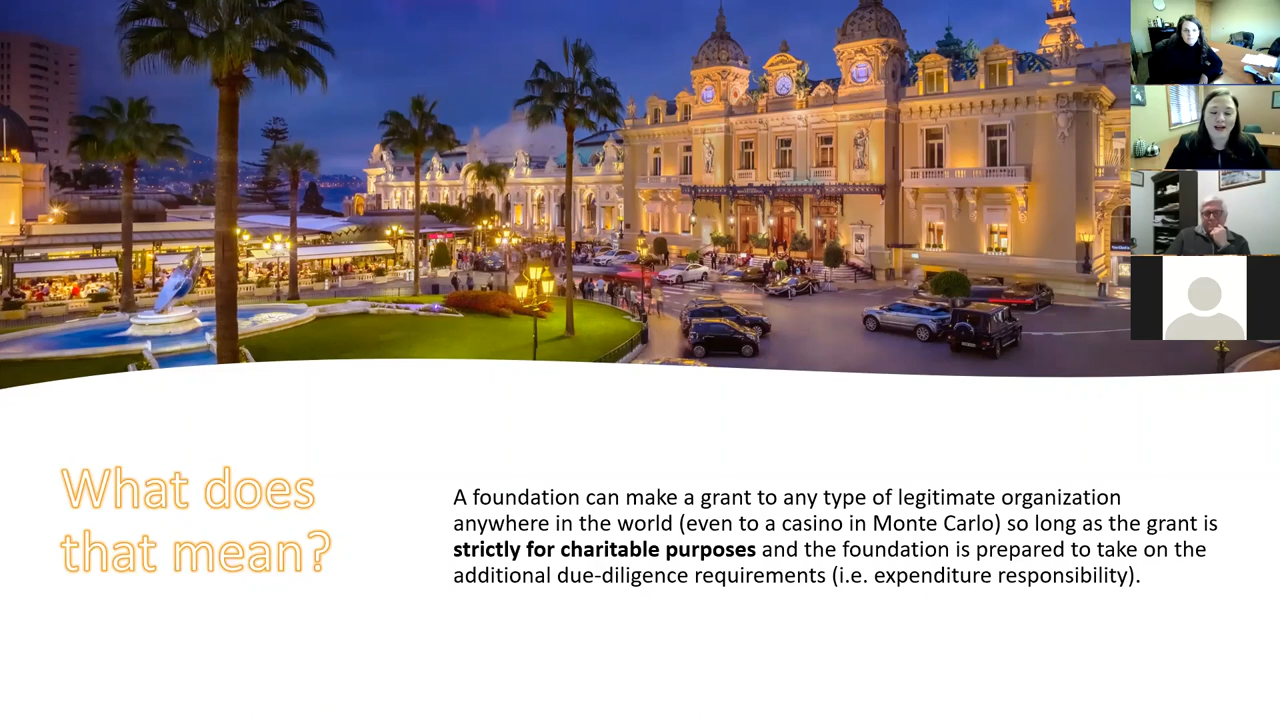 What does
that mean?
A foundation can make a grant to any type of legitimate organization
anywhere in the world (even to a casino in Monte Carlo) so long as the grant is
strictly for charitable purposes and the foundation is prepared to take on the
additional due-diligence requirements (i.e. expenditure responsibility).